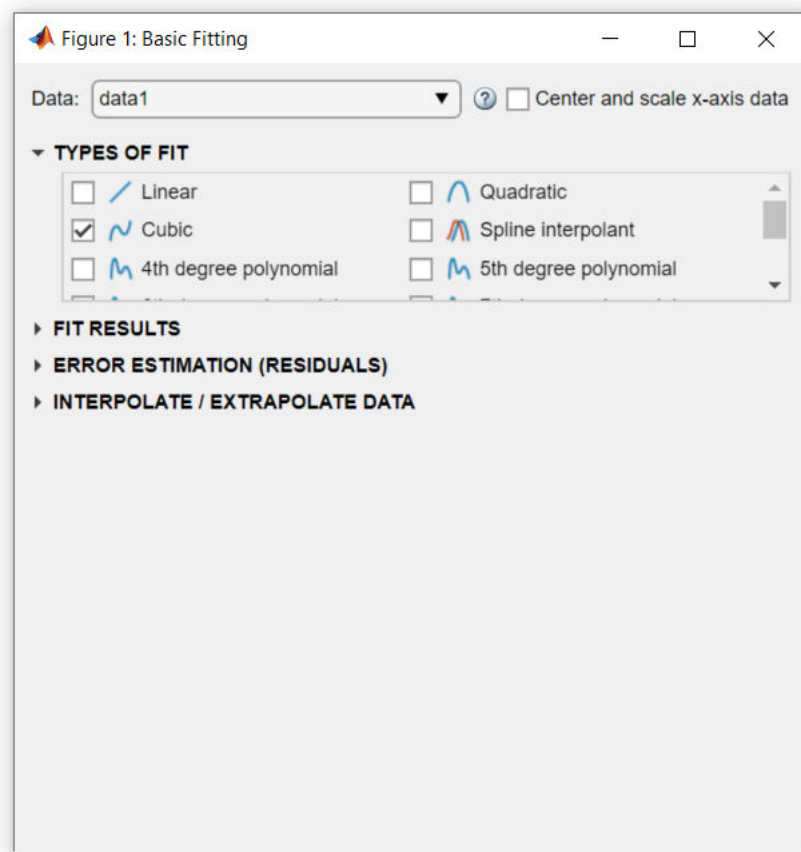 Figure 1: Basic Fitting
Data: data1 Center and scale x-axis data
TYPES OF FIT
Linear Quadratic
Cubic Spline interpolant
4th degree polynomial 5th degree polynomial
FIT RESULTS
ERROR ESTIMATION (RESIDUALS)
INTERPOLATE / EXTRAPOLATE DATA